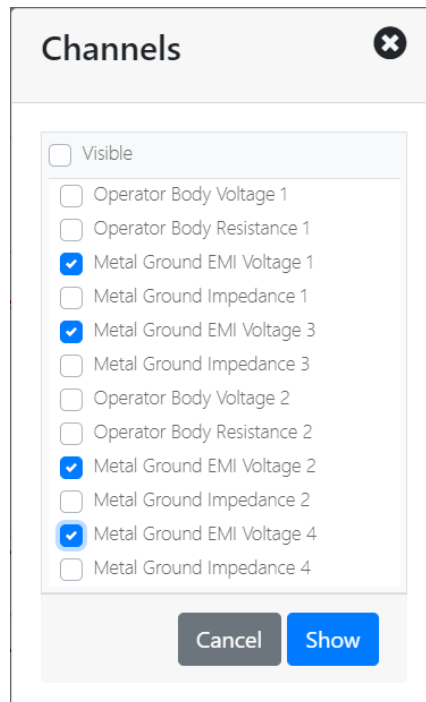 Channels
Visible
Operator Body Voltage 1
Operator Body Resistance 1
Metal Ground EMI Voltage 1
Metal Ground Impedance 1
Metal Ground EMI Voltage 3
Metal Ground Impedance 3
Operator Body Voltage 2
Operator Body Resistance 2
Metal Ground EMI Voltage 2
Metal Ground Impedance 2
Metal Ground EMI Voltage 4
Metal Ground Impedance 4
Cancel Show